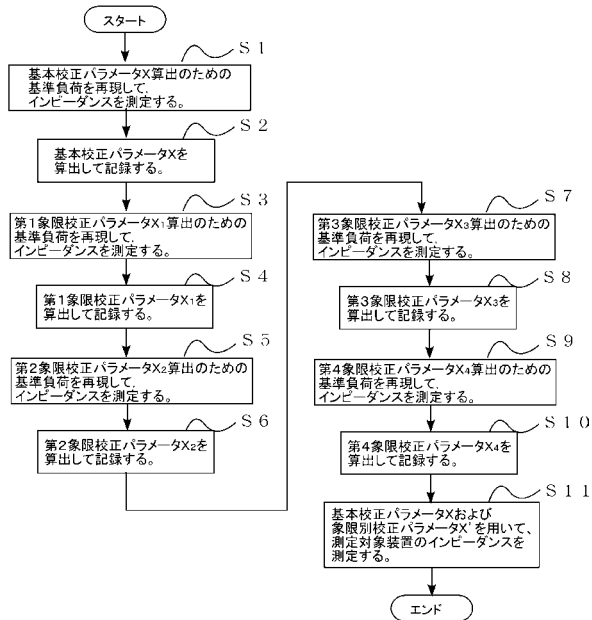 スタート
S1
基本校正パラメータX算出のための
基準負荷を再現して、
インピーダンスを測定する。
S2
基本校正パラメータXを
算出して記録する。
S3
第1象限校正パラメータX₁算出のための
基準負荷を再現して、
インピーダンスを測定する。
S4
第1象限校正パラメータX₁を
算出して記録する。
S5
第2象限校正パラメータX₂算出のための
基準負荷を再現して、
インピーダンスを測定する。
S6
第2象限校正パラメータX₂を
算出して記録する。
S7
第3象限校正パラメータX₃算出のための
基準負荷を再現して、
インピーダンスを測定する。
S8
第3象限校正パラメータX₃を
算出して記録する。
S9
第4象限校正パラメータX₄算出のための
基準負荷を再現して、
インピーダンスを測定する。
S10
第4象限校正パラメータX₄を
算出して記録する。
S11
基本校正パラメータXおよび
象限別校正パラメータX'を用いて、
測定対象装置のインピーダンスを
測定する。
エンド